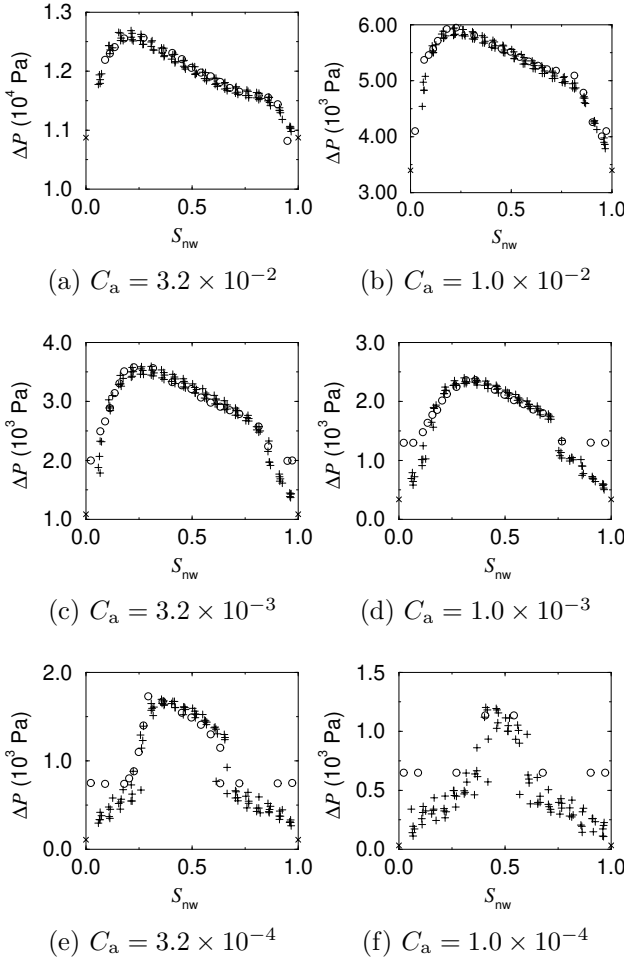 1.3
1.2
1.1
1.0
ΔP (10⁴ Pa)
0.0 0.5 1.0
S_nw
(a) C_a = 3.2 × 10⁻²
6.00
5.00
4.00
3.00
ΔP (10³ Pa)
0.0 0.5 1.0
S_nw
(b) C_a = 1.0 × 10⁻²
4.0
3.0
2.0
1.0
ΔP (10³ Pa)
0.0 0.5 1.0
S_nw
(c) C_a = 3.2 × 10⁻³
3.0
2.0
1.0
0.0
ΔP (10³ Pa)
0.0 0.5 1.0
S_nw
(d) C_a = 1.0 × 10⁻³
2.0
1.0
0.0
ΔP (10³ Pa)
0.0 0.5 1.0
S_nw
(e) C_a = 3.2 × 10⁻⁴
1.5
1.0
0.5
0.0
ΔP (10³ Pa)
0.0 0.5 1.0
S_nw
(f) C_a = 1.0 × 10⁻⁴